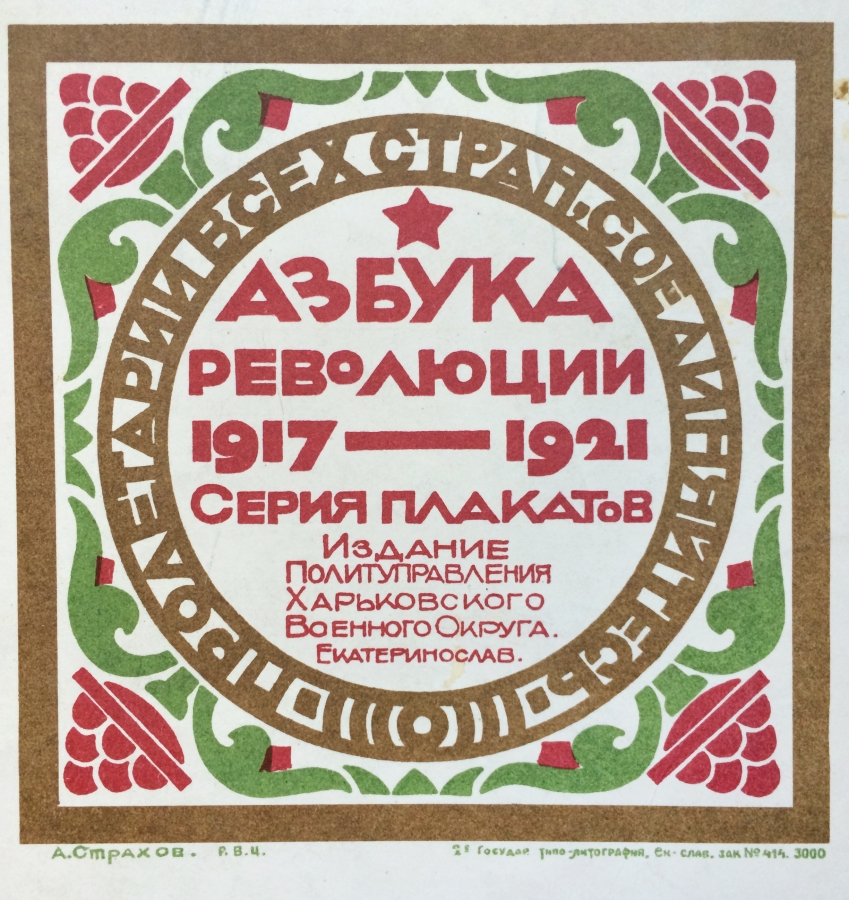 ПРОЛЕТАРИИ ВСЕХ СТРАН, СОЕДИНЯЙТЕСЬ
АЗБУКА
РЕВОЛЮЦИИ
1917 — 1921
СЕРИЯ ПЛАКАТОВ
ИЗДАНИЕ
ПОЛИТУПРАВЛЕНИЯ
ХАРЬКОВСКОГО
ВОЕННОГО ОКРУГА.
ЕКАТЕРИНОСЛАВ.
А. СТРАХОВ. Р. В. Ц.
2Я ГОСУДАР ТИПО-ЛИТОГРАФИЯ, ЕК-СЛАВ. ЗАК № 414. 3000